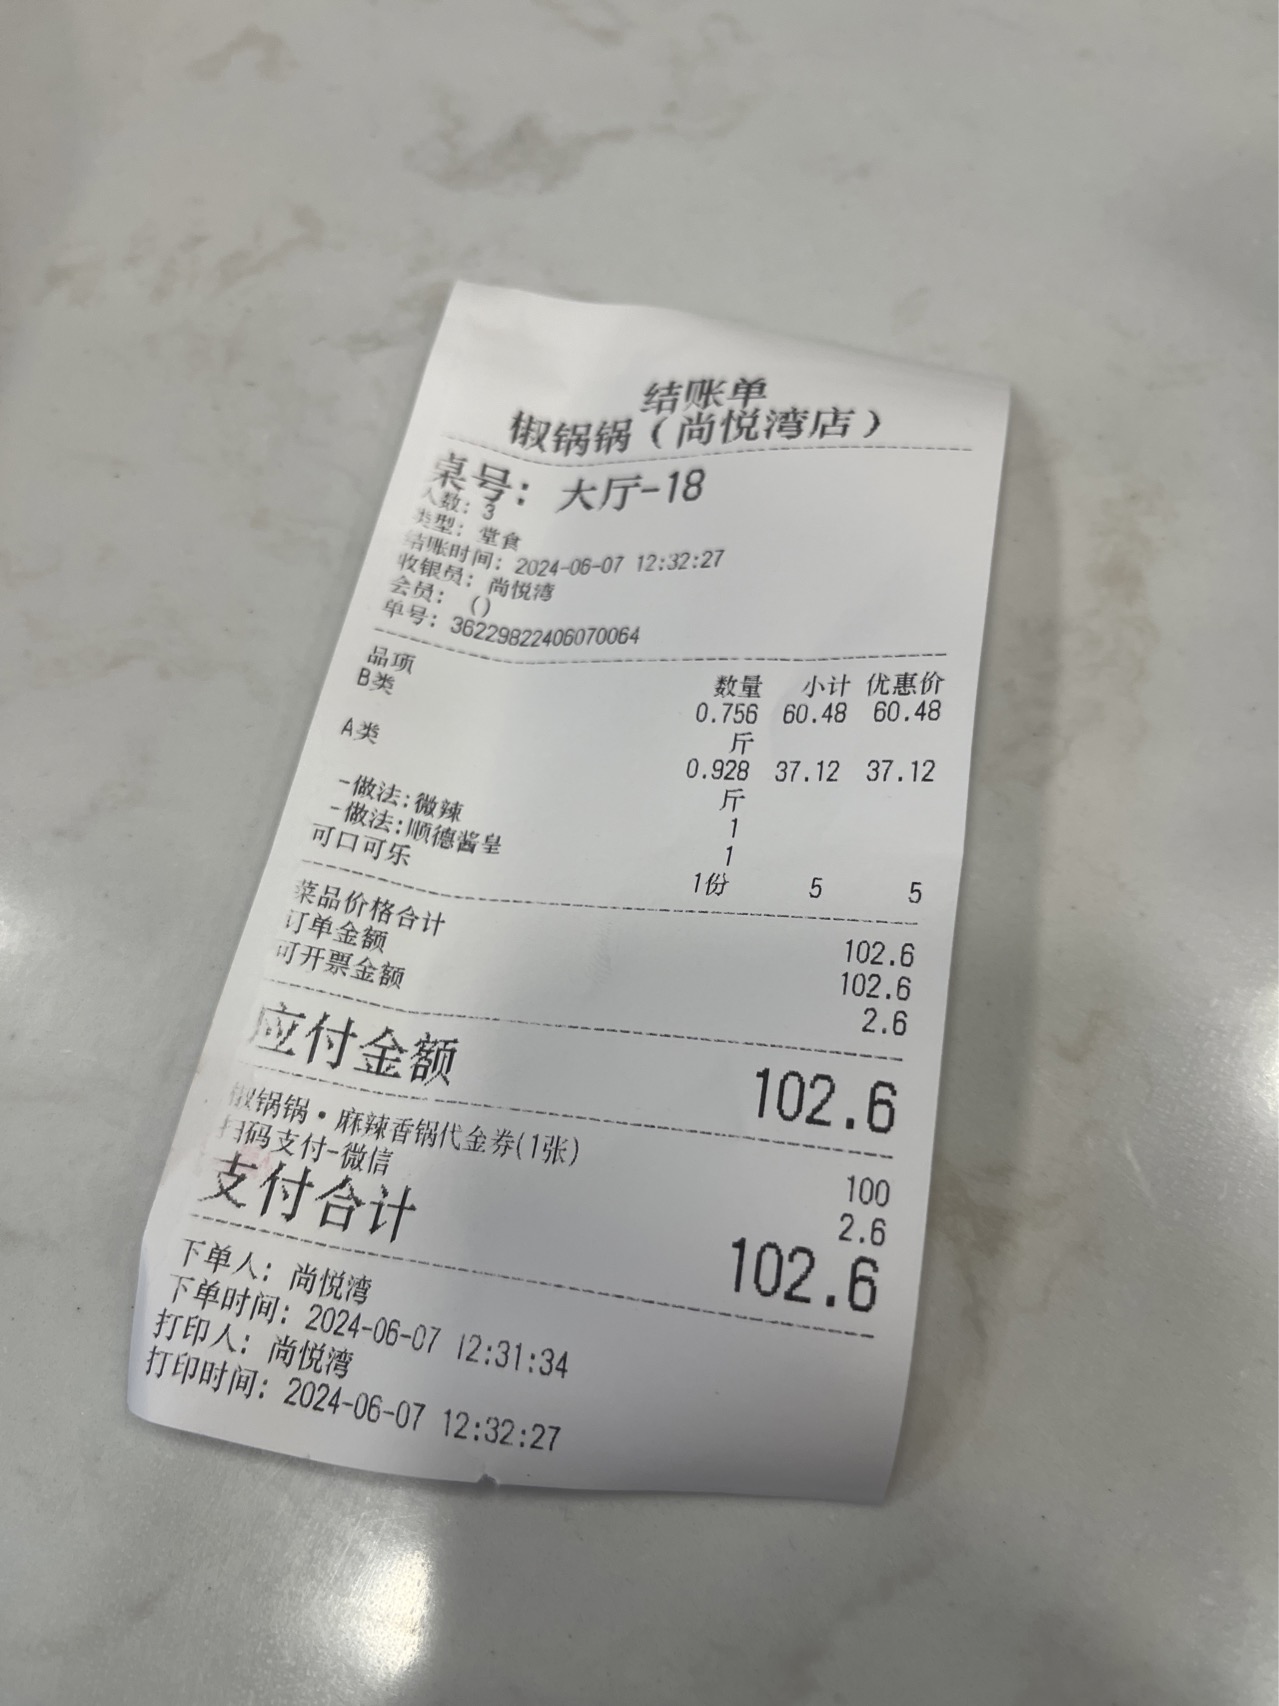 结账单
椒锅锅（尚悦湾店）
桌号： 大厅-18
人数： 3
类型： 堂食
结账时间： 2024-06-07 12:32:27
收银员： 尚悦湾
会员： ()
单号： 36229822406070064
品项 数量 小计 优惠价
B类 0.756 60.48 60.48
斤
A类 0.928 37.12 37.12
斤
-做法:微辣 1
-做法:顺德酱皇 1
可口可乐 1份 5 5
菜品价格合计 102.6
订单金额 102.6
可开票金额 2.6
应付金额 102.6
椒锅锅·麻辣香锅代金券(1张) 100
扫码支付-微信 2.6
支付合计 102.6
下单人： 尚悦湾
下单时间： 2024-06-07 12:31:34
打印人： 尚悦湾
打印时间： 2024-06-07 12:32:27